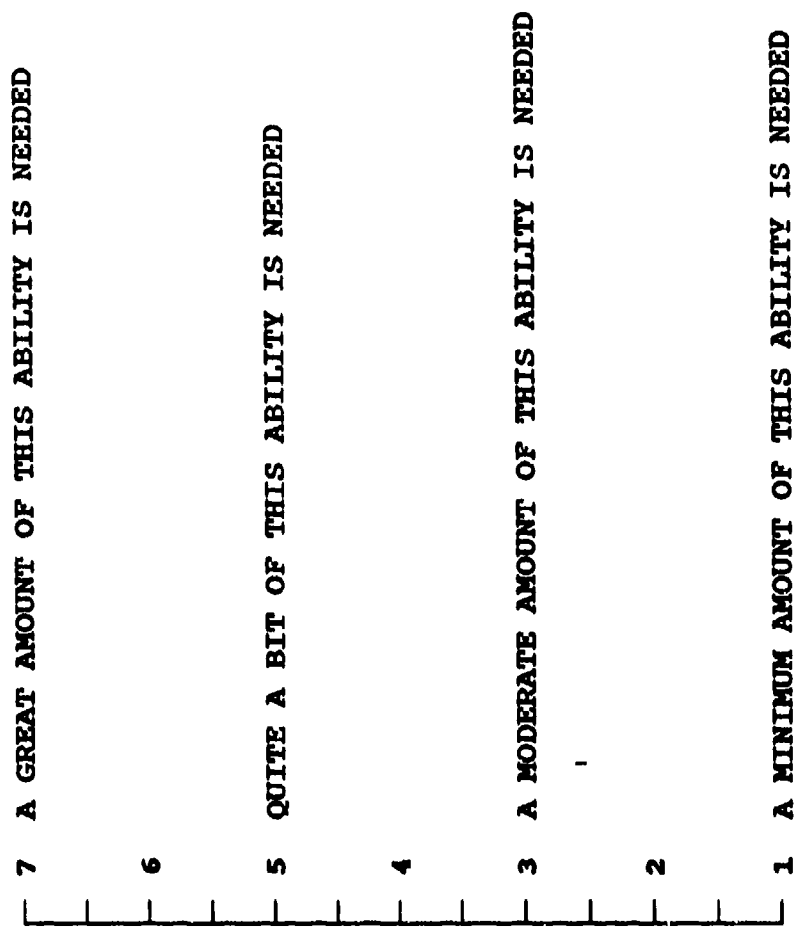 7 A GREAT AMOUNT OF THIS ABILITY IS NEEDED
6
5 QUITE A BIT OF THIS ABILITY IS NEEDED
4
3 A MODERATE AMOUNT OF THIS ABILITY IS NEEDED
2
1 A MINIMUM AMOUNT OF THIS ABILITY IS NEEDED